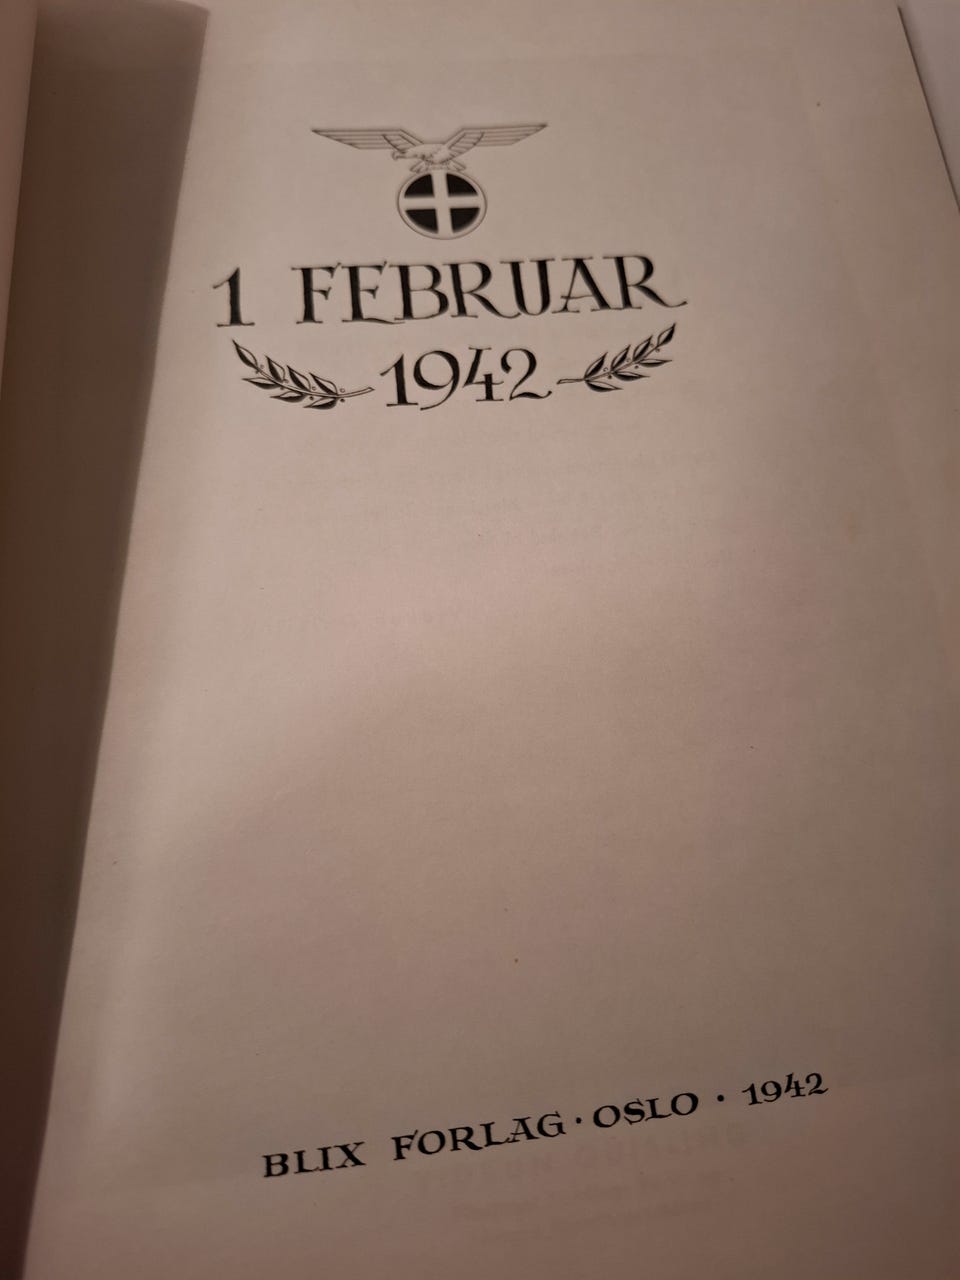 1 FEBRUAR
1942
BLIX FORLAG · OSLO · 1942